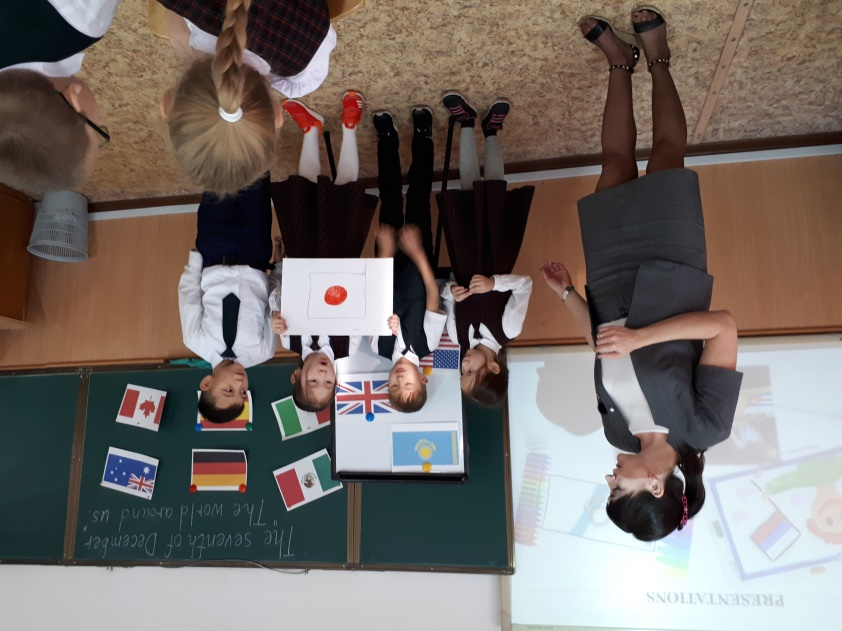 The seventh of December.
"The world around us."
PRESENTATIONS